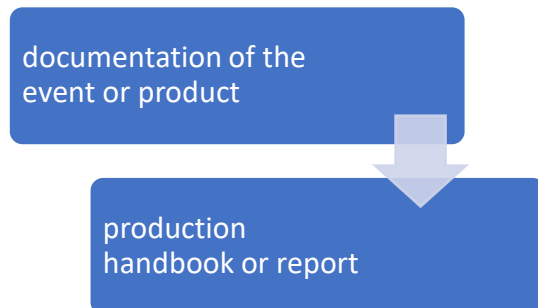 documentation of the
event or product
production
handbook or report